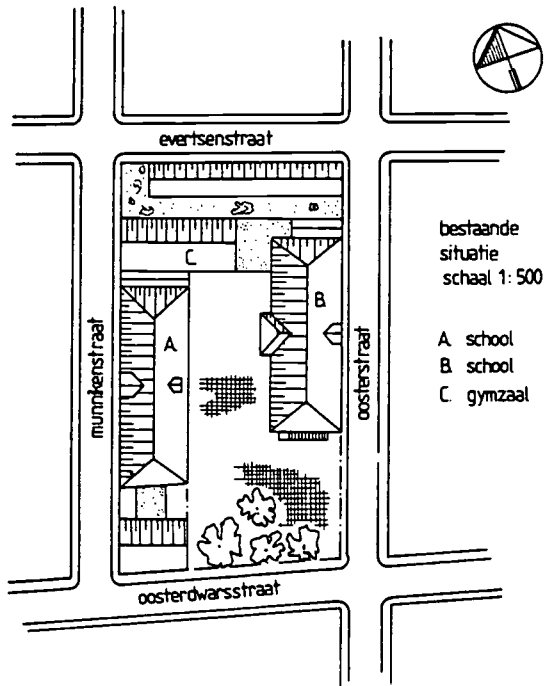 evertsenstraat
bestaande
situatie
schaal 1:500
A. school
B. school
C. gymzaal
C.
B.
A.
munnikenstraat
oosterstraat
oosterdwarsstraat